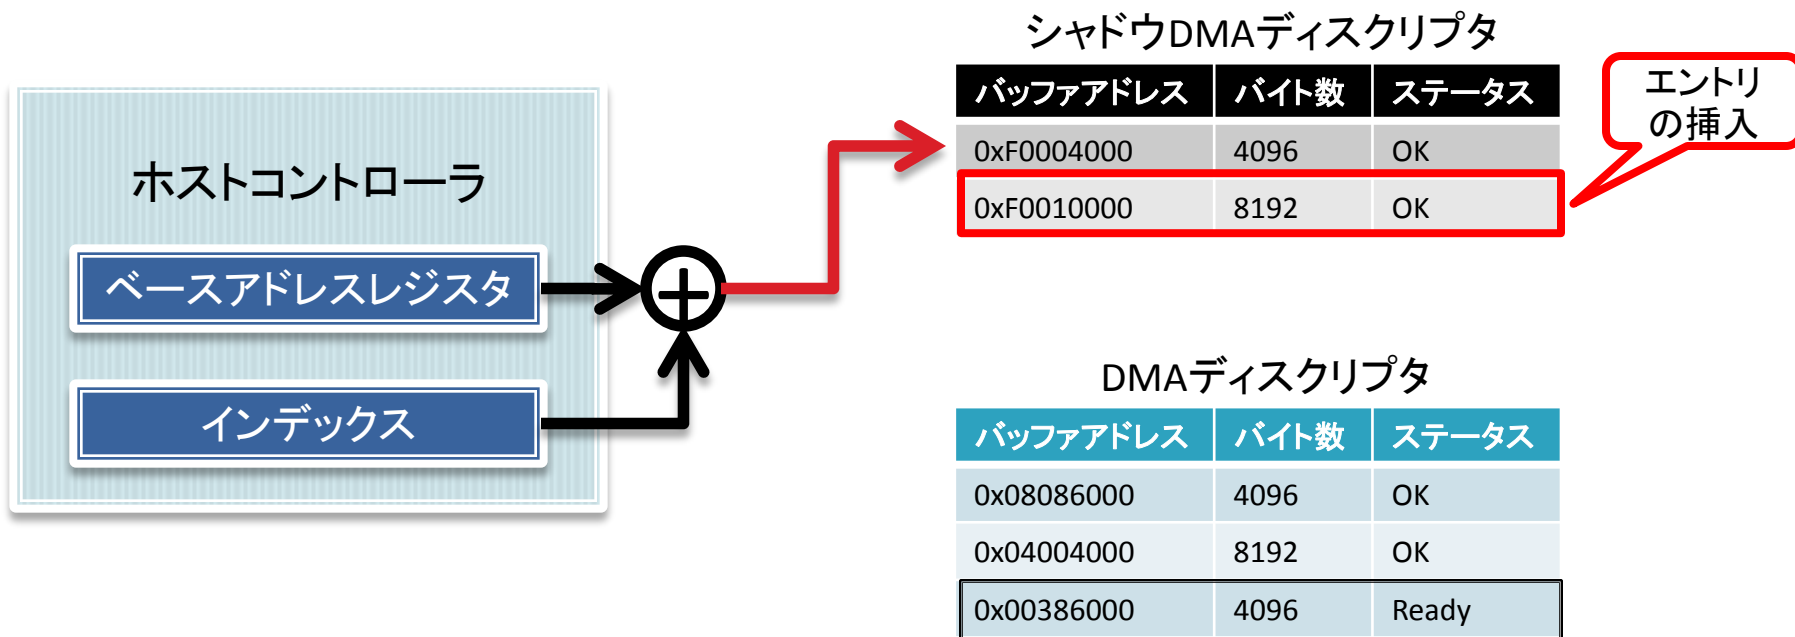 シャドウDMAディスクリプタ
バッファアドレス バイト数 ステータス
0xF0004000 4096 OK
0xF0010000 8192 OK
エントリ
の挿入
ホストコントローラ
ベースアドレスレジスタ
インデックス
DMAディスクリプタ
バッファアドレス バイト数 ステータス
0x08086000 4096 OK
0x04004000 8192 OK
0x00386000 4096 Ready